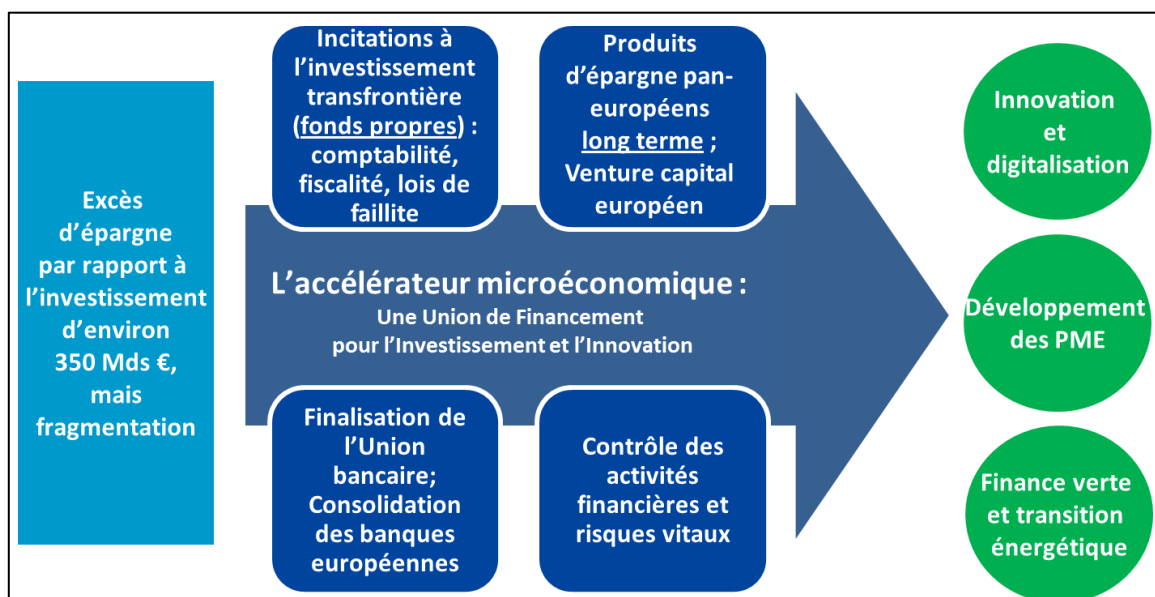 Excès
d'épargne
par rapport à
l'investissement
d'environ
350 Mds €,
mais
fragmentation
Incitations à
l'investissement
transfrontière
(fonds propres) :
comptabilité,
fiscalité, lois de
faillite
Produits
d'épargne pan-
européens
long terme ;
Venture capital
européen
L'accélérateur microéconomique :
Une Union de Financement
pour l'Investissement et l'Innovation
Finalisation de
l'Union
bancaire;
Consolidation
des banques
européennes
Contrôle des
activités
financières et
risques vitaux
Innovation
et
digitalisation
Développement
des PME
Finance verte
et transition
énergétique